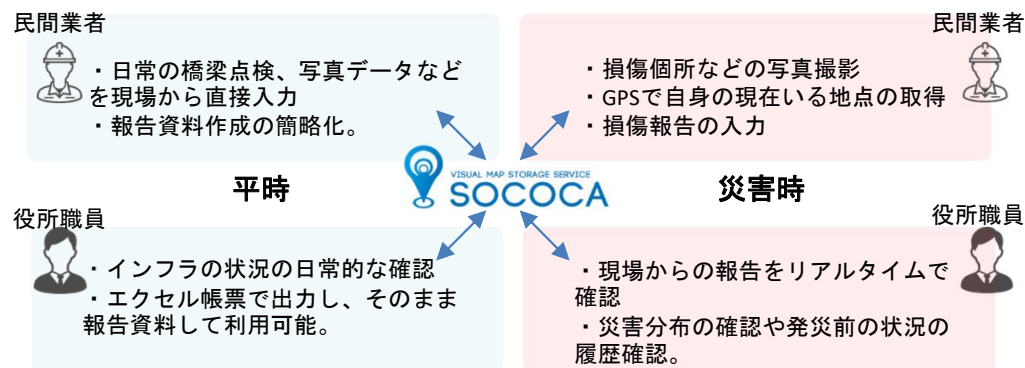 民間業者
・日常の橋梁点検、写真データなど
を現場から直接入力
・報告資料作成の簡略化。
民間業者
・損傷個所などの写真撮影
・GPSで自身の現在いる地点の取得
・損傷報告の入力
平時
VISUAL MAP STORAGE SERVICE
SOCOCA
災害時
役所職員
・インフラの状況の日常的な確認
・エクセル帳票で出力し、そのまま
報告資料して利用可能。
役所職員
・現場からの報告をリアルタイムで
確認
・災害分布の確認や発災前の状況の
履歴確認。